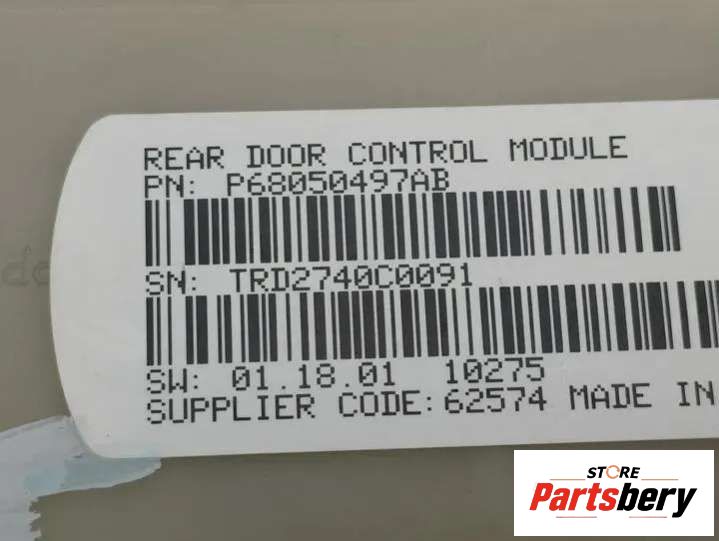 REAR DOOR CONTROL MODULE
PN: P68050497AB
SN: TRD2740C0091
SW: 01.18.01 10275
SUPPLIER CODE: 62574 MADE IN
STORE
Partsbery